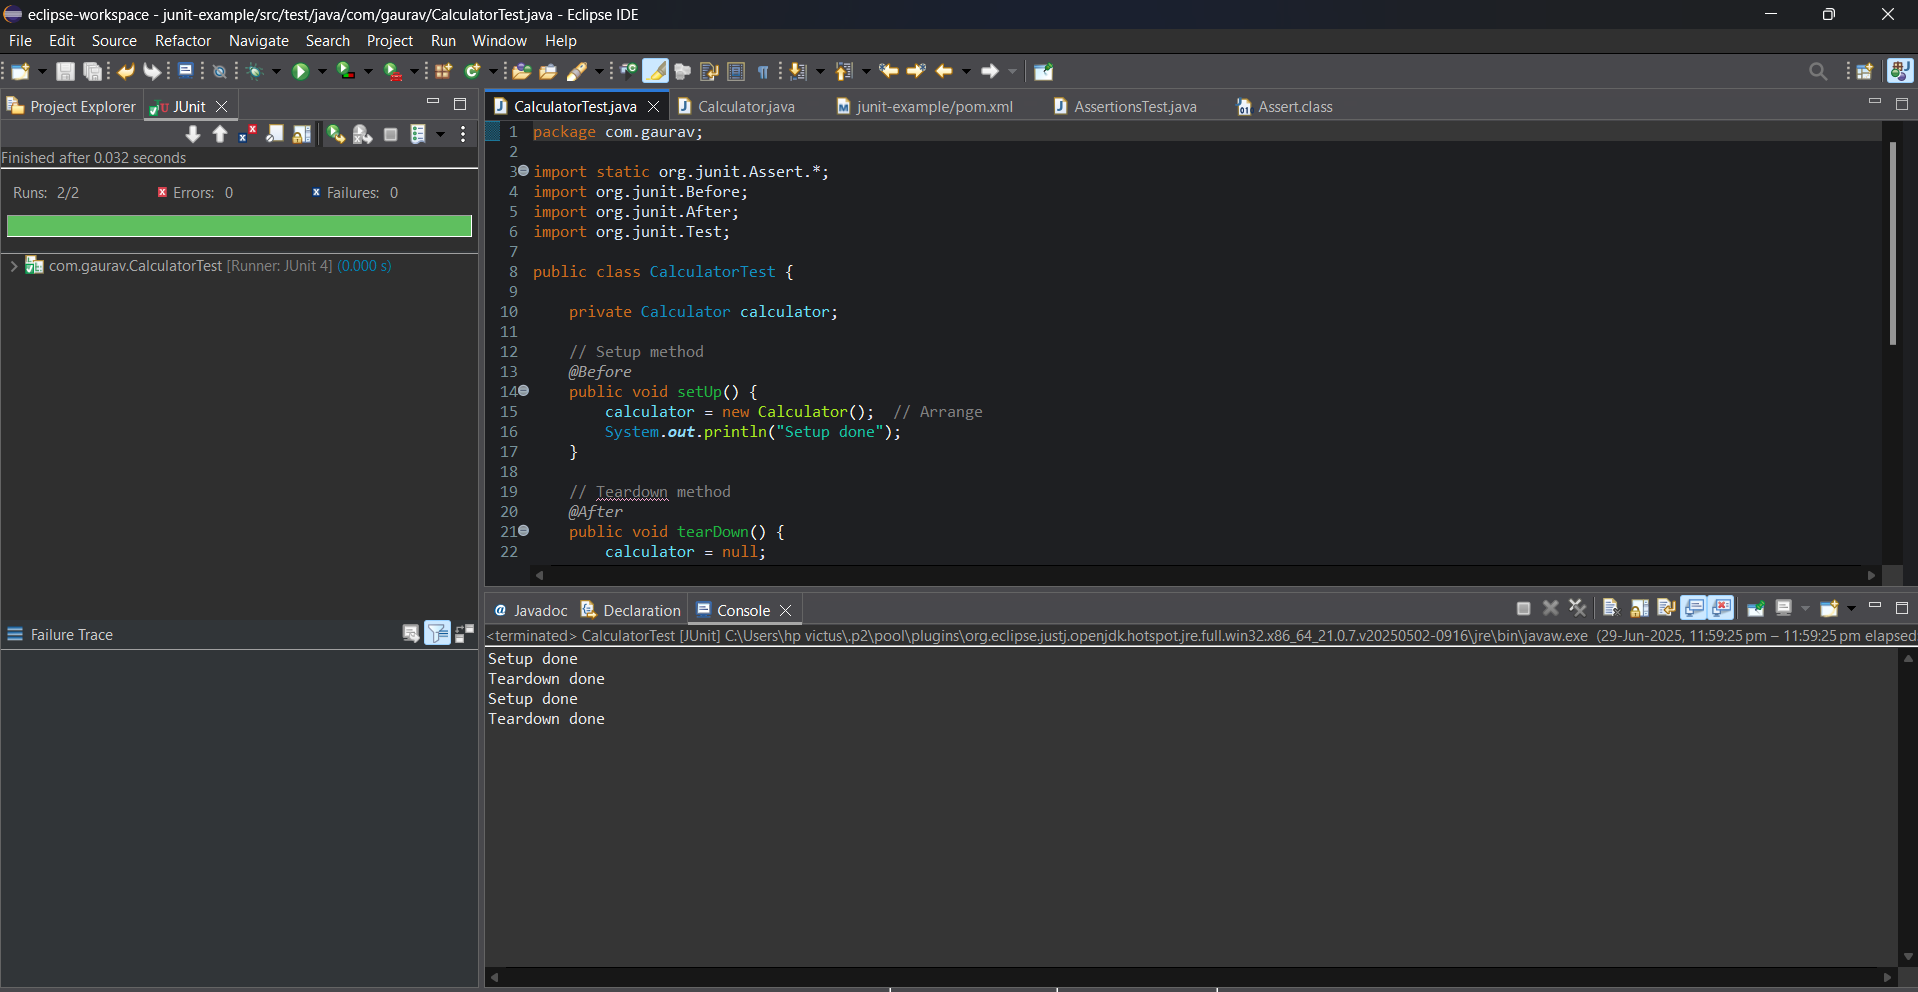 eclipse-workspace - junit-example/src/test/java/com/gaurav/CalculatorTest.java - Eclipse IDE
File Edit Source Refactor Navigate Search Project Run Window Help
Project Explorer JUnit
Finished after 0.032 seconds
Runs: 2/2 Errors: 0 Failures: 0
com.gaurav.CalculatorTest [Runner: JUnit 4] (0.000 s)
Failure Trace
CalculatorTest.java Calculator.java junit-example/pom.xml AssertionsTest.java Assert.class
1 package com.gaurav;
2
3 import static org.junit.Assert.*;
4 import org.junit.Before;
5 import org.junit.After;
6 import org.junit.Test;
7
8 public class CalculatorTest {
9
10 private Calculator calculator;
11
12 // Setup method
13 @Before
14 public void setUp() {
15 calculator = new Calculator(); // Arrange
16 System.out.println("Setup done");
17 }
18
19 // Teardown method
20 @After
21 public void tearDown() {
22 calculator = null;
Javadoc Declaration Console
<terminated> CalculatorTest [JUnit] C:\Users\hp victus\.p2\pool\plugins\org.eclipse.justj.openjdk.hotspot.jre.full.win32.x86_64_21.0.7.v20250502-0916\jre\bin\javaw.exe (29-Jun-2025, 11:59:25 pm – 11:59:25 pm elapsed
Setup done
Teardown done
Setup done
Teardown done